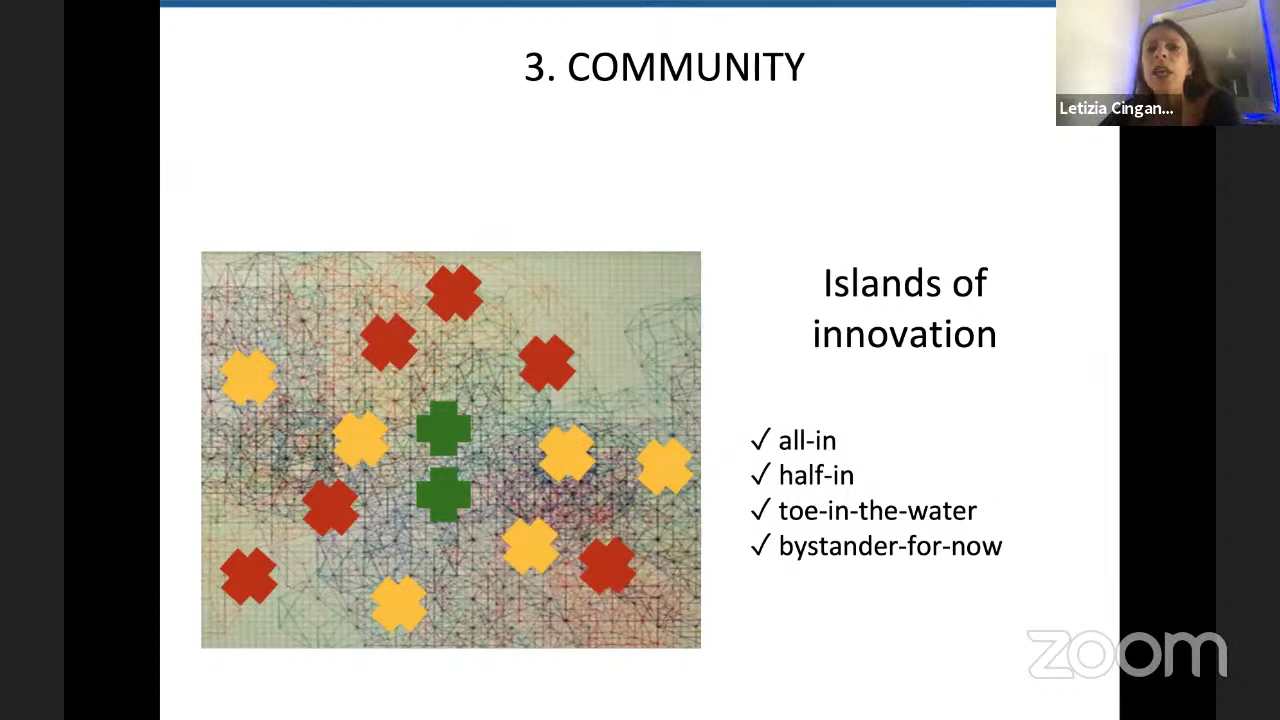 3. COMMUNITY
Letizia Cingan...
Islands of
innovation
✓ all-in
✓ half-in
✓ toe-in-the-water
✓ bystander-for-now
zoom